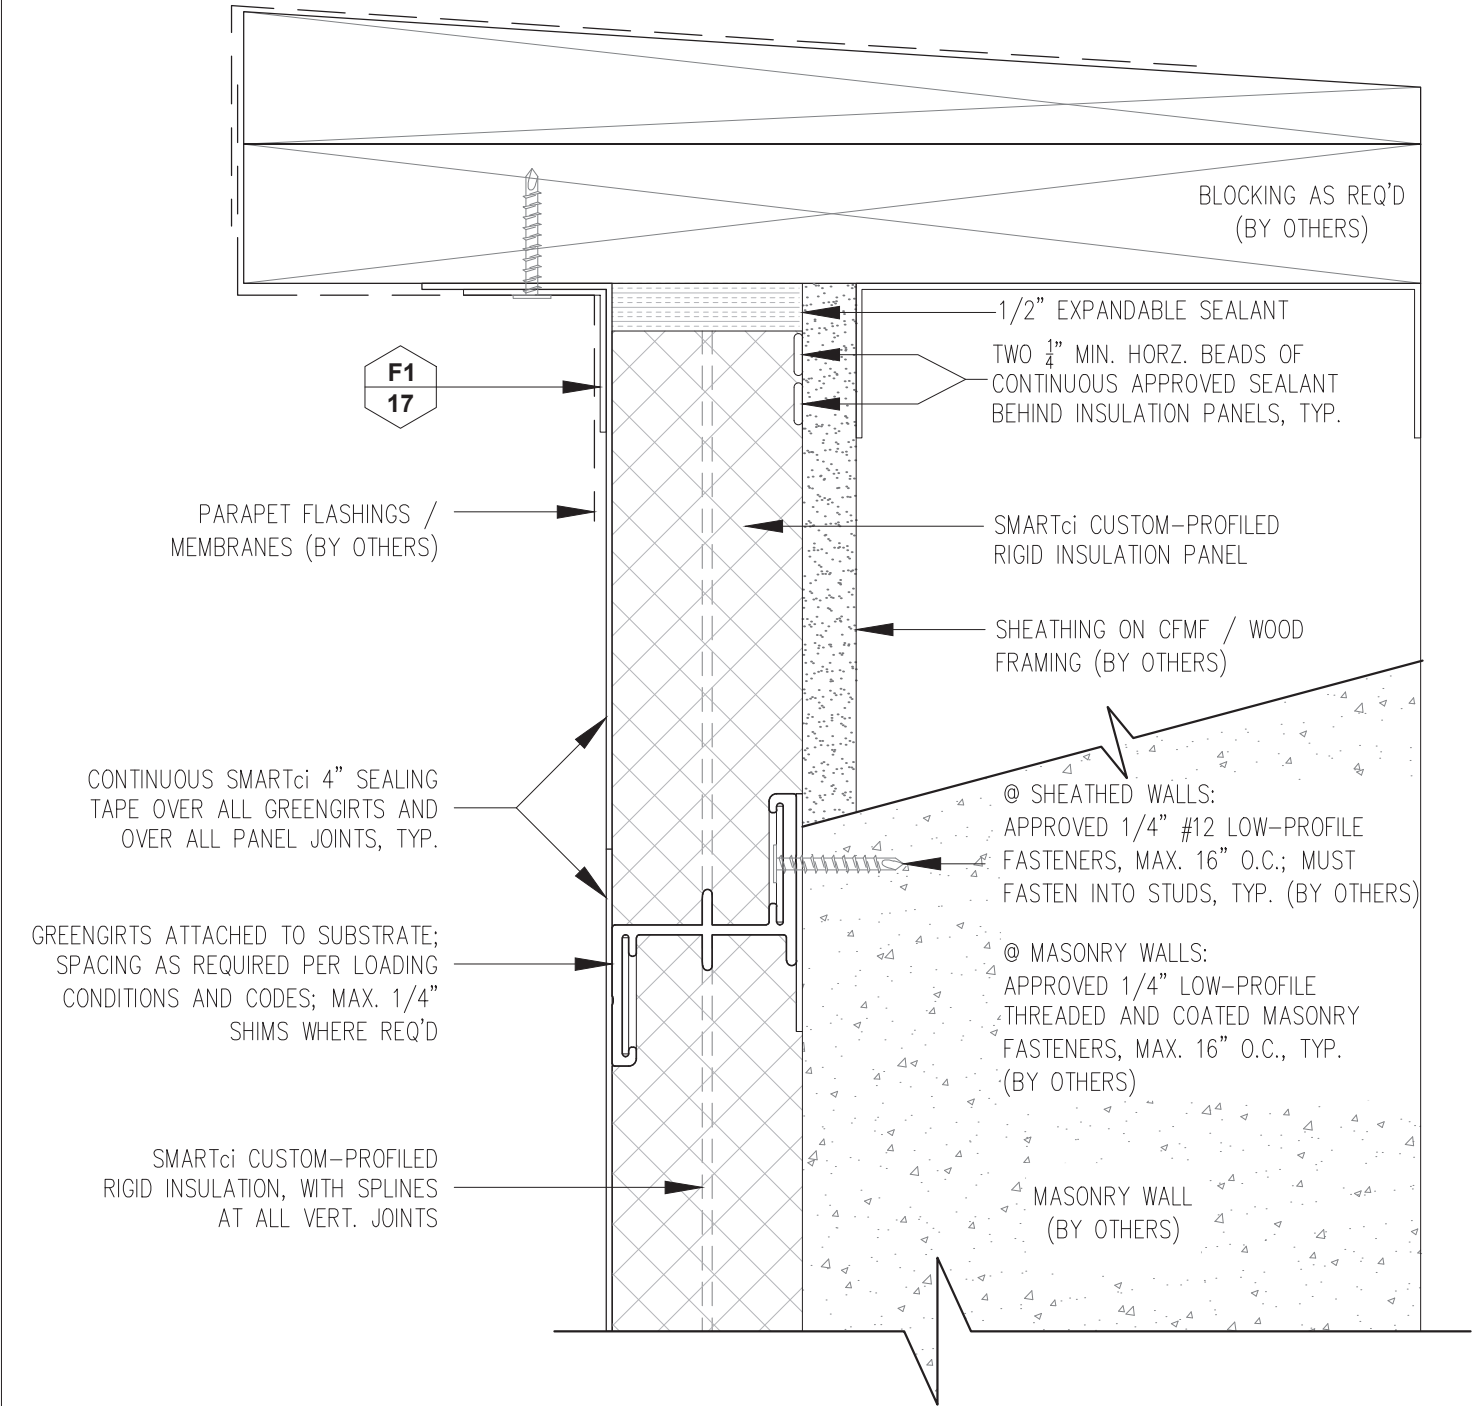 BLOCKING AS REQ'D
(BY OTHERS)
1/2" EXPANDABLE SEALANT
TWO 1/4" MIN. HORZ. BEADS OF
CONTINUOUS APPROVED SEALANT
BEHIND INSULATION PANELS, TYP.
F1
17
PARAPET FLASHINGS /
MEMBRANES (BY OTHERS)
SMARTci CUSTOM-PROFILED
RIGID INSULATION PANEL
SHEATHING ON CFMF / WOOD
FRAMING (BY OTHERS)
CONTINUOUS SMARTci 4" SEALING
TAPE OVER ALL GREENGIRTS AND
OVER ALL PANEL JOINTS, TYP.
@ SHEATHED WALLS:
APPROVED 1/4" #12 LOW-PROFILE
FASTENERS, MAX. 16" O.C.; MUST
FASTEN INTO STUDS, TYP. (BY OTHERS)
GREENGIRTS ATTACHED TO SUBSTRATE;
SPACING AS REQUIRED PER LOADING
CONDITIONS AND CODES; MAX. 1/4"
SHIMS WHERE REQ'D
@ MASONRY WALLS:
APPROVED 1/4" LOW-PROFILE
THREADED AND COATED MASONRY
FASTENERS, MAX. 16" O.C., TYP.
(BY OTHERS)
SMARTci CUSTOM-PROFILED
RIGID INSULATION, WITH SPLINES
AT ALL VERT. JOINTS
MASONRY WALL
(BY OTHERS)